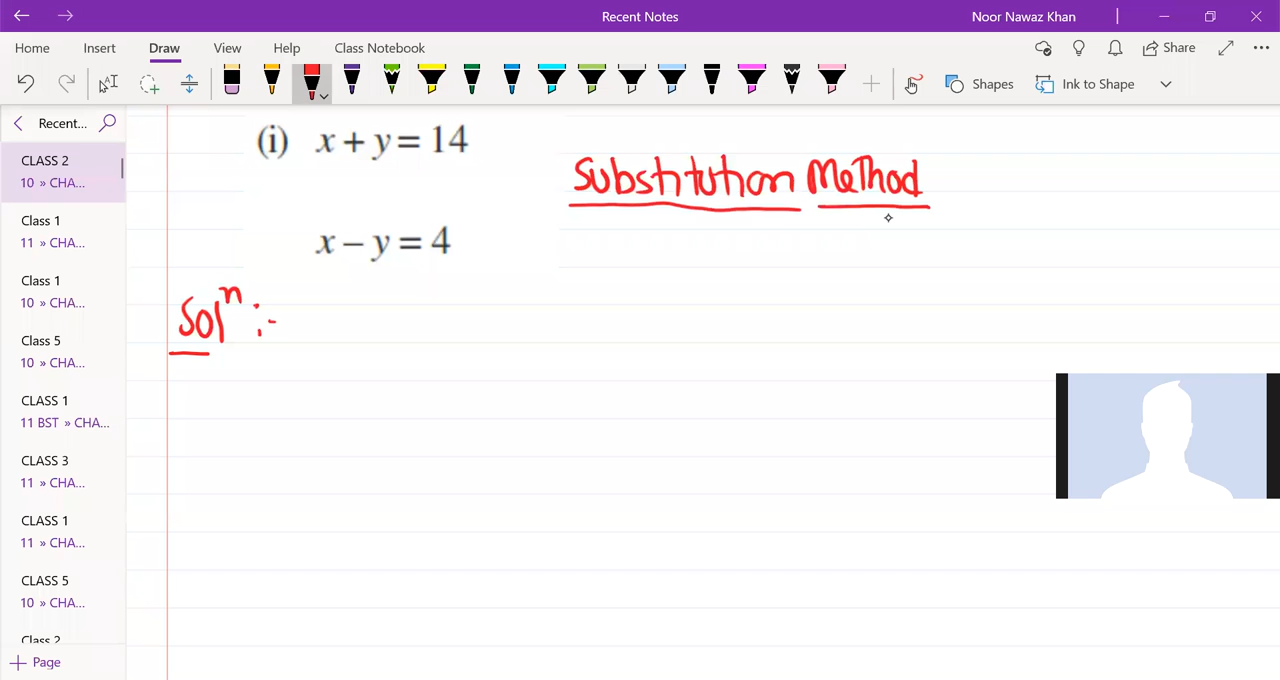 Recent Notes
Noor Nawaz Khan
Home Insert Draw View Help Class Notebook
Share
Shapes
Ink to Shape
Recent...
CLASS 2
10 » CHA...
Class 1
11 » CHA...
Class 1
10 » CHA...
Class 5
10 » CHA...
CLASS 1
11 BST » CHA...
CLASS 3
11 » CHA...
CLASS 1
11 » CHA...
CLASS 5
10 » CHA...
Class 2
+ Page
(i) x + y = 14
x – y = 4
Substitution Method
Solⁿ :-